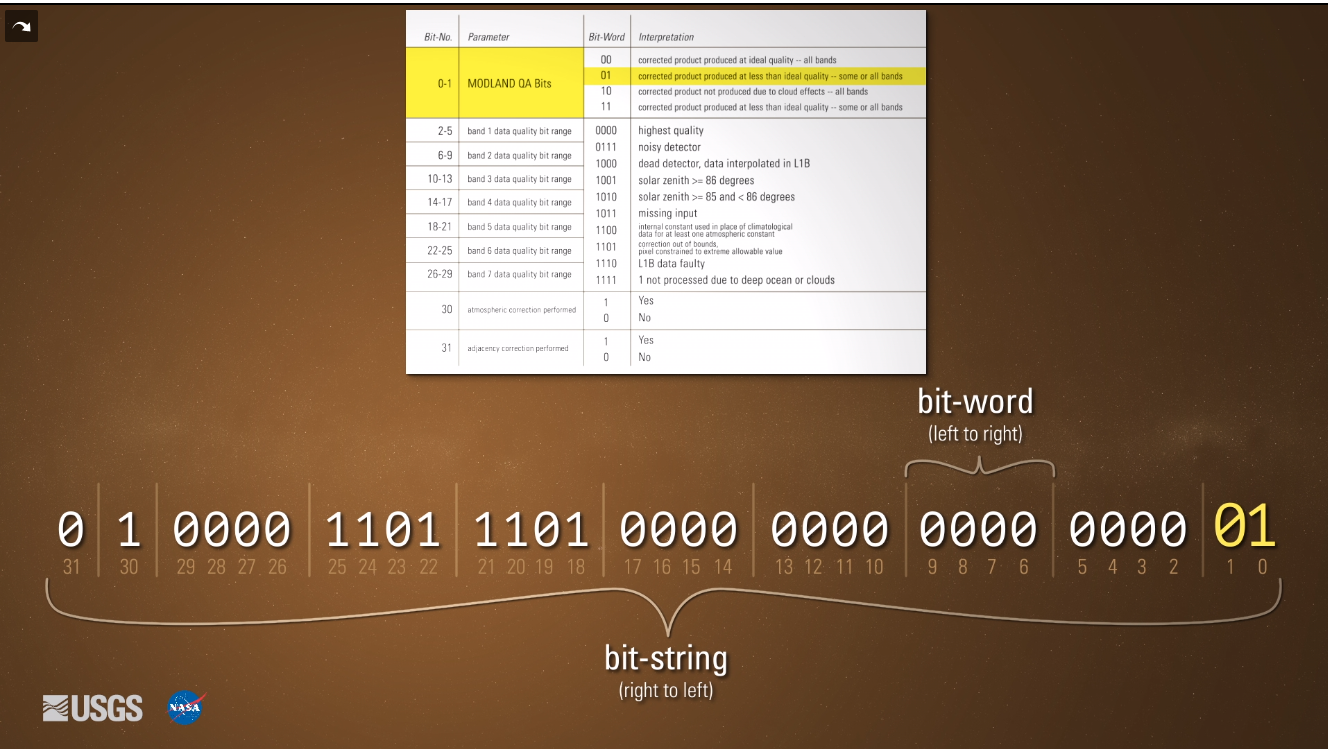 Bit-No. Parameter Bit-Word Interpretation
0-1 MODLAND QA Bits
00 corrected product produced at ideal quality -- all bands
01 corrected product produced at less than ideal quality -- some or all bands
10 corrected product not produced due to cloud effects -- all bands
11 corrected product produced at less than ideal quality -- some or all bands
2-5 band 1 data quality bit range
6-9 band 2 data quality bit range
10-13 band 3 data quality bit range
14-17 band 4 data quality bit range
18-21 band 5 data quality bit range
22-25 band 6 data quality bit range
26-29 band 7 data quality bit range
0000 highest quality
0111 noisy detector
1000 dead detector, data interpolated in L1B
1001 solar zenith >= 86 degrees
1010 solar zenith >= 85 and < 86 degrees
1011 missing input
1100 internal constant used in place of climatological
data for at least one atmospheric constant
1101 correction out of bounds,
pixel constrained to extreme allowable value
1110 L1B data faulty
1111 1 not processed due to deep ocean or clouds
30 atmospheric correction performed
1 Yes
0 No
31 adjacency correction performed
1 Yes
0 No
bit-word
(left to right)
0 1 0000 1101 1101 0000 0000 0000 0000 01
31 30 29 28 27 26 25 24 23 22 21 20 19 18 17 16 15 14 13 12 11 10 9 8 7 6 5 4 3 2 1 0
bit-string
(right to left)
USGS NASA